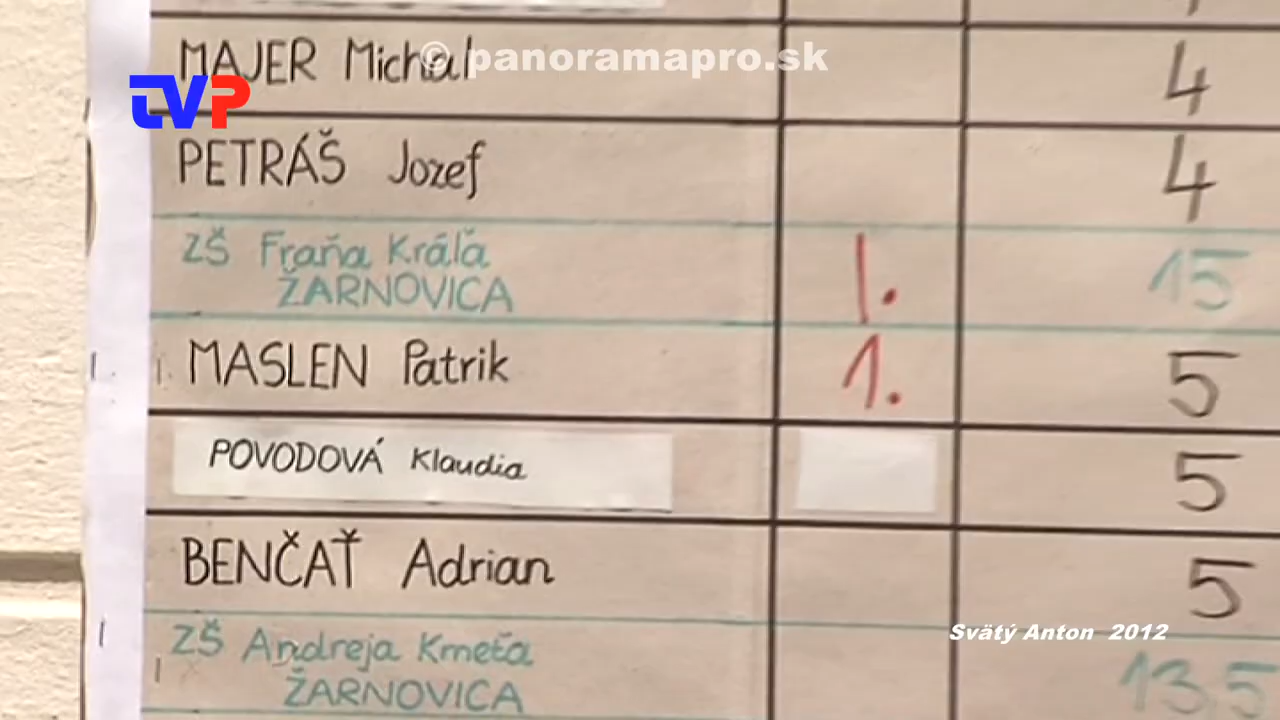 MAJER Michal 4
© panoramapro.sk
TVP
PETRÁŠ Jozef 4
ZŠ Fraňa Kráľa 1. 15
ŽARNOVICA
MASLEN Patrik 1. 5
POVODOVÁ Klaudia 5
BENČAŤ Adrian 5
Svätý Anton 2012
ZŠ Andreja Kmeťa 13,5
ŽARNOVICA